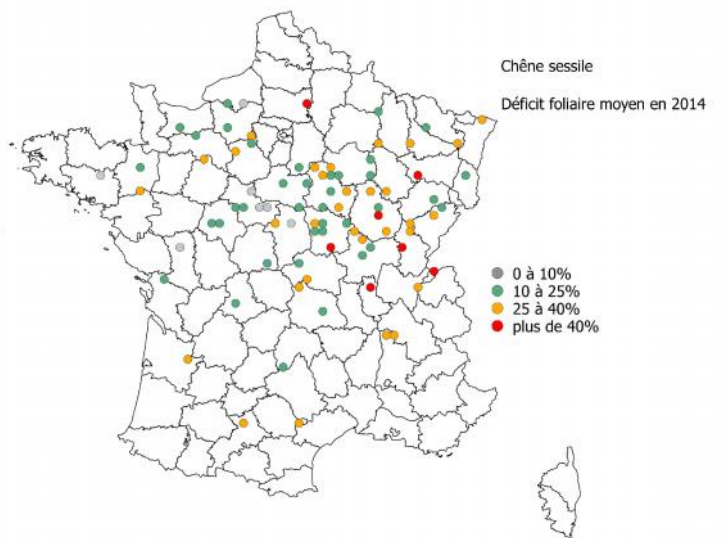 Chêne sessile
Déficit foliaire moyen en 2014
0 à 10%
10 à 25%
25 à 40%
plus de 40%